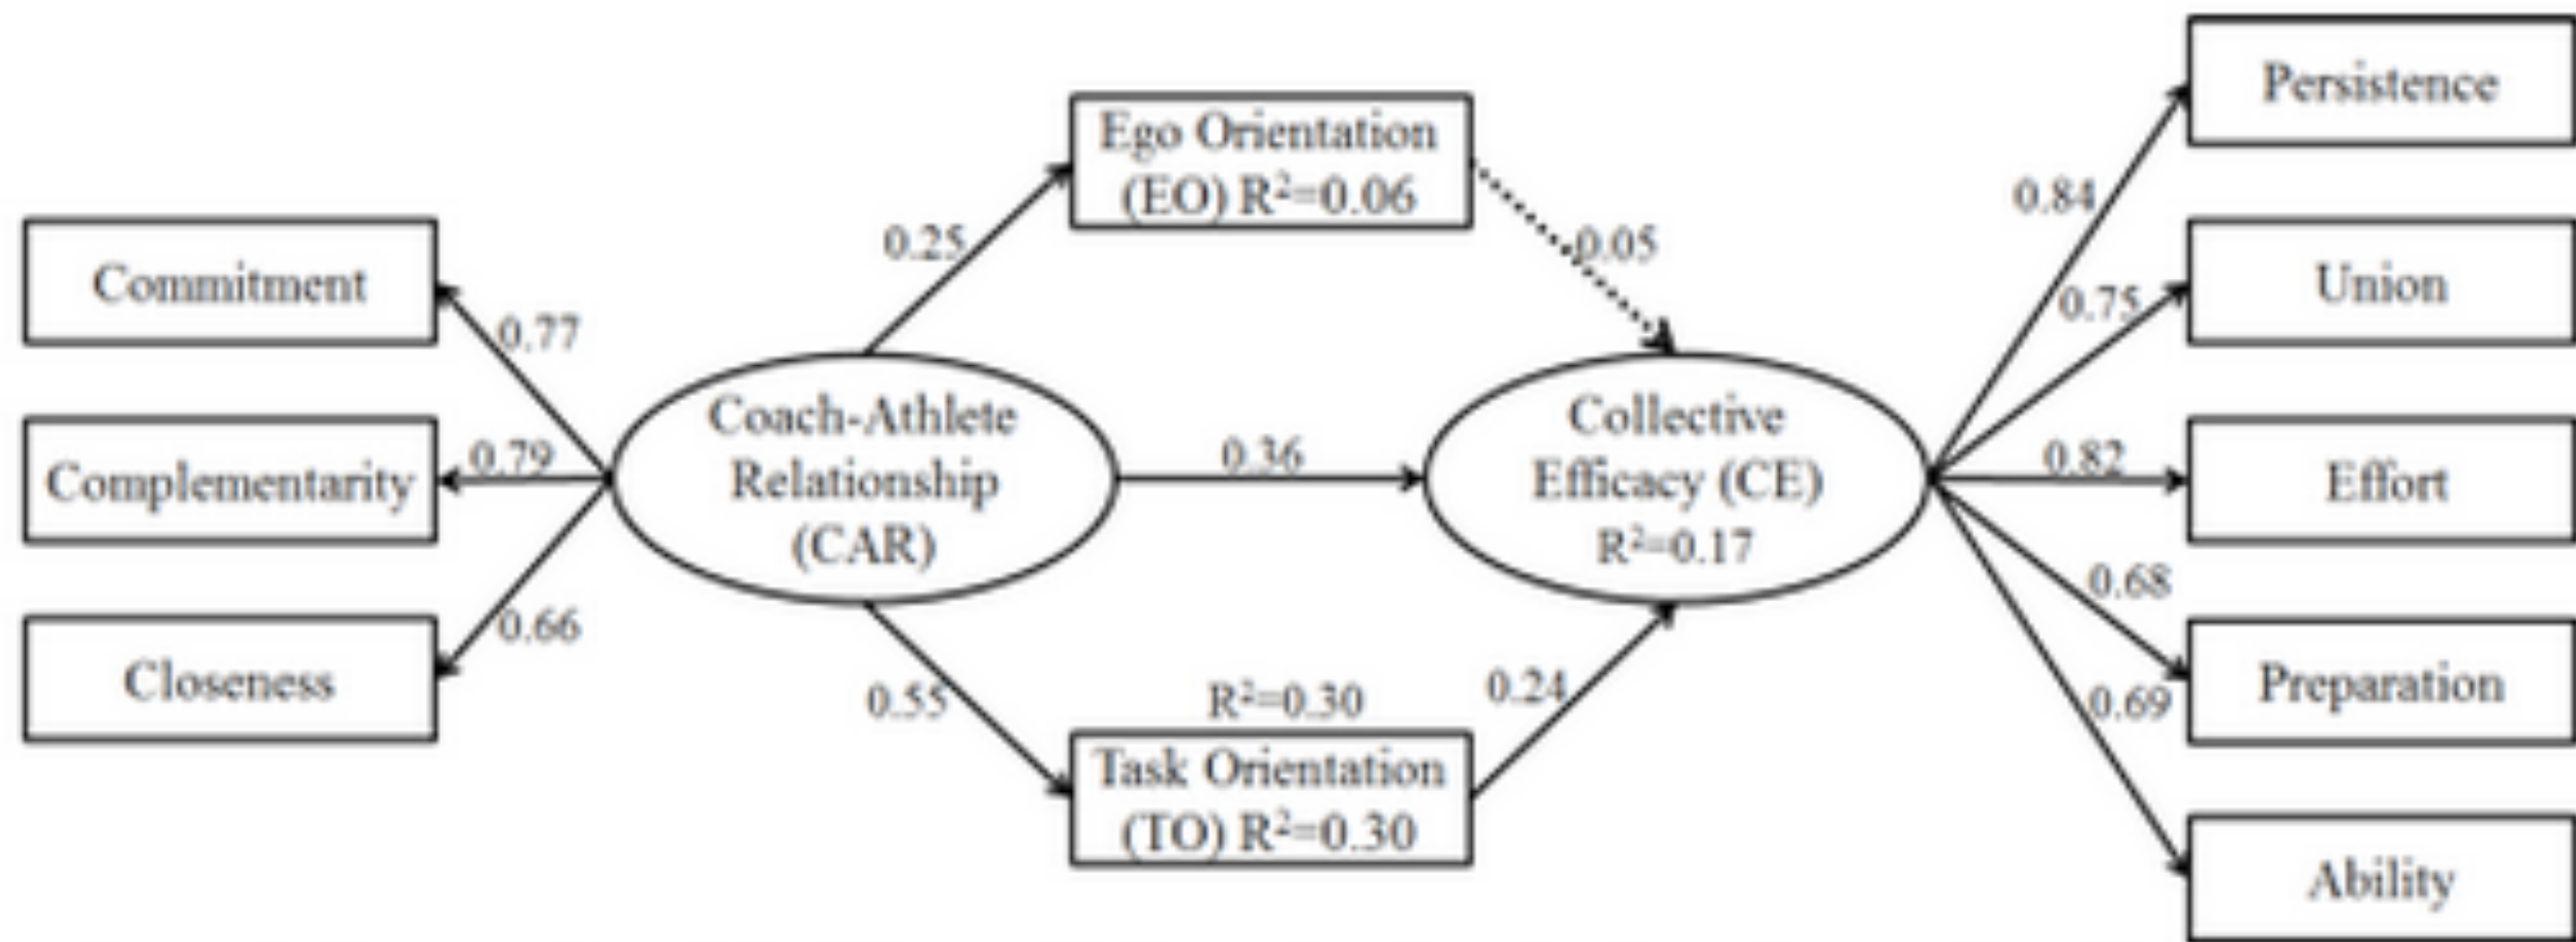 Persistence
Ego Orientation
(EO) R²=0.06
0.84
0.25
0.05
Commitment
Union
0.77
0.75
Coach-Athlete
Relationship
(CAR)
Collective
Efficacy (CE)
R²=0.17
0.79
0.36
0.82
Complementarity
Effort
0.66
0.68
Closeness
0.55
R²=0.30
0.24
0.69
Preparation
Task Orientation
(TO) R²=0.30
Ability